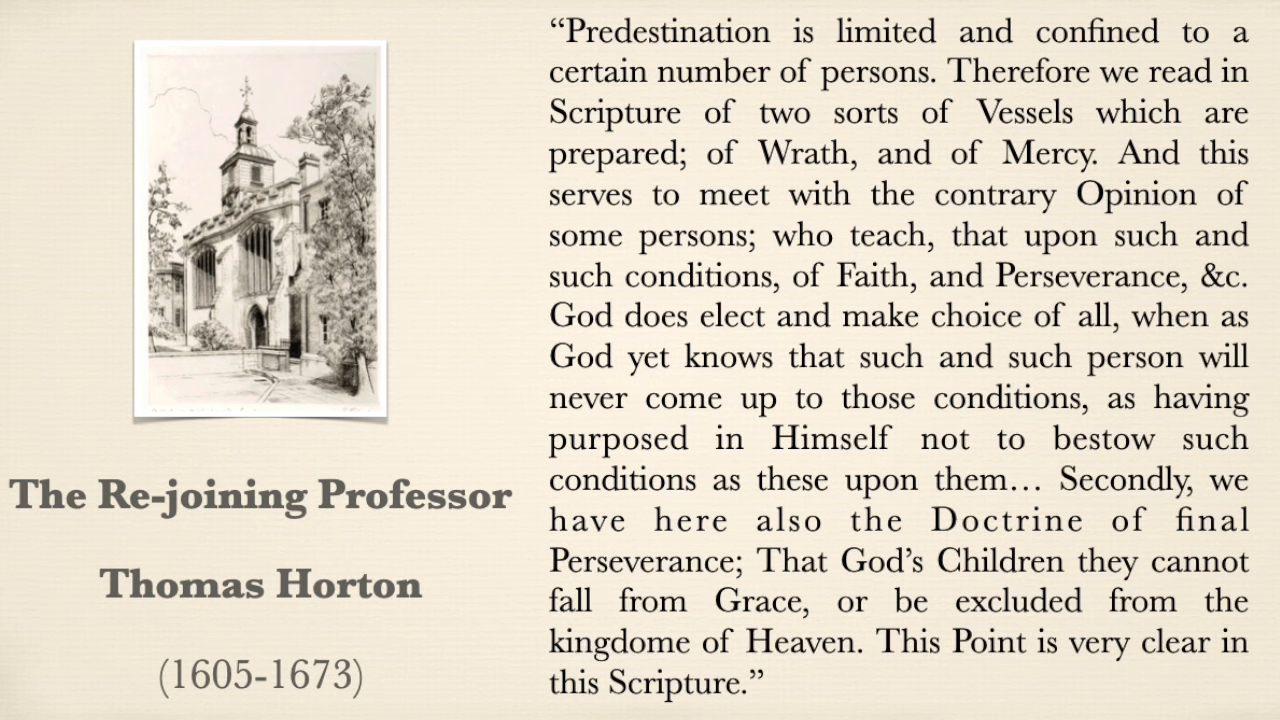 The Re-joining Professor
Thomas Horton
(1605-1673)
“Predestination is limited and confined to a
certain number of persons. Therefore we read in
Scripture of two sorts of Vessels which are
prepared; of Wrath, and of Mercy. And this
serves to meet with the contrary Opinion of
some persons; who teach, that upon such and
such conditions, of Faith, and Perseverance, &c.
God does elect and make choice of all, when as
God yet knows that such and such person will
never come up to those conditions, as having
purposed in Himself not to bestow such
conditions as these upon them… Secondly, we
have here also the Doctrine of final
Perseverance; That God’s Children they cannot
fall from Grace, or be excluded from the
kingdome of Heaven. This Point is very clear in
this Scripture.”